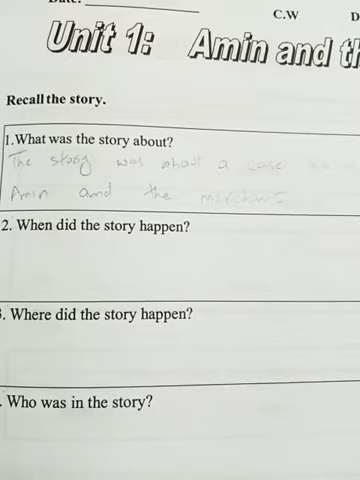 Date:
C.W
D
Unit 1: Amin and th
Recall the story.
1.What was the story about?
The story was about a case
Amin and the merchant
2. When did the story happen?
3. Where did the story happen?
. Who was in the story?